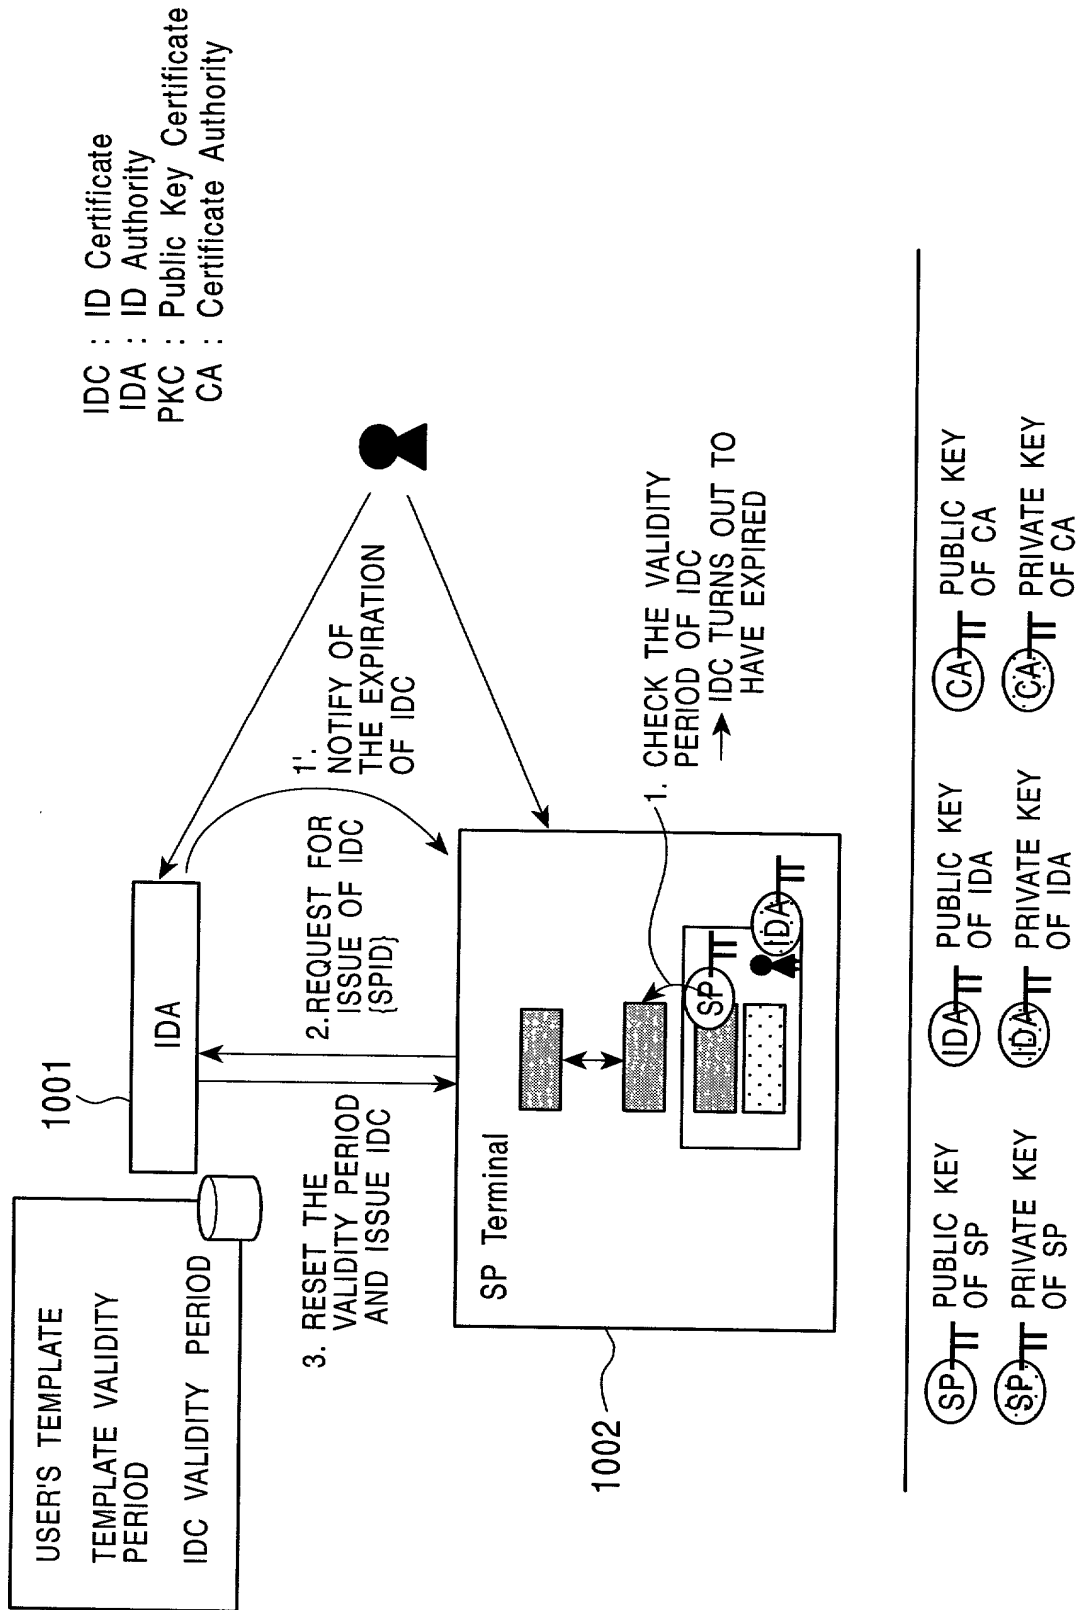 IDC : ID Certificate
IDA : ID Authority
PKC : Public Key Certificate
CA : Certificate Authority
USER'S TEMPLATE
TEMPLATE VALIDITY
PERIOD
IDC VALIDITY PERIOD
1001
IDA
1'.
NOTIFY OF
THE EXPIRATION
OF IDC
2.REQUEST FOR
ISSUE OF IDC
{SPID}
3. RESET THE
VALIDITY PERIOD
AND ISSUE IDC
1002
SP Terminal
SP
IDA
1. CHECK THE VALIDITY
PERIOD OF IDC
→ IDC TURNS OUT TO
HAVE EXPIRED
SP PUBLIC KEY
OF SP
IDA PUBLIC KEY
OF IDA
CA PUBLIC KEY
OF CA
SP PRIVATE KEY
OF SP
IDA PRIVATE KEY
OF IDA
CA PRIVATE KEY
OF CA